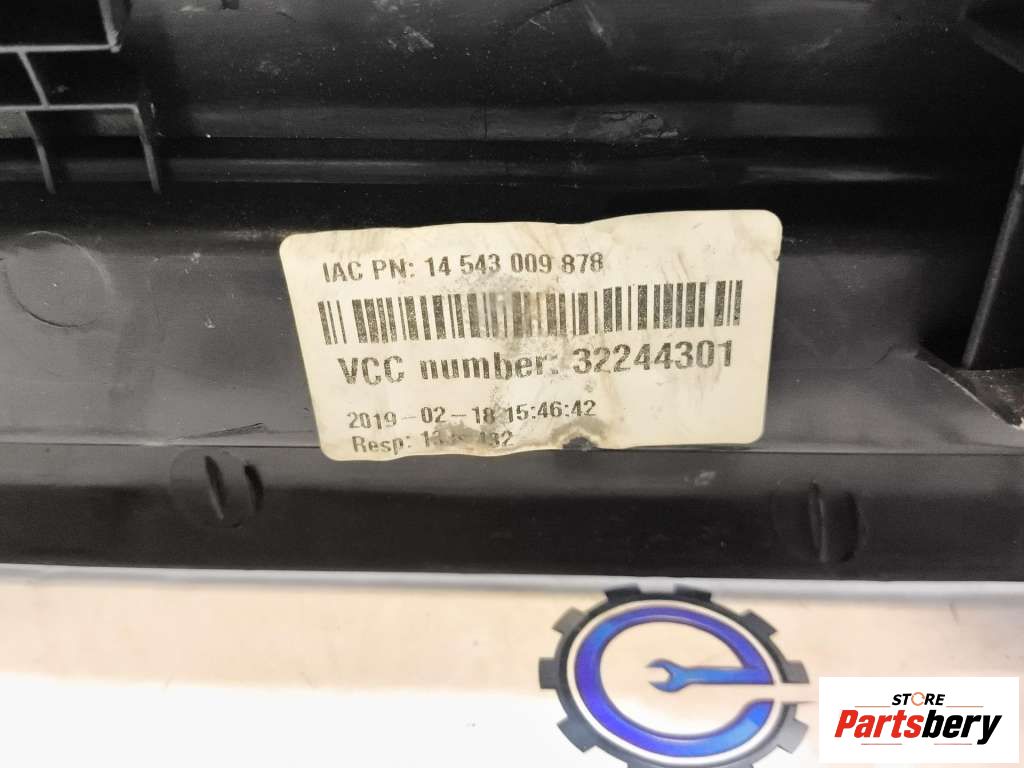 IAC PN: 14 543 009 878
VCC number: 32244301
2019-02-18 15:46:42
Resp:
STORE
Partsbery